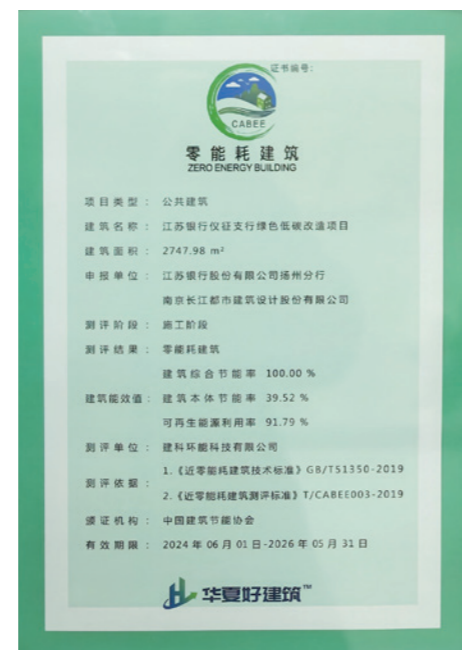 证书编号：
CABEE
零能耗建筑
ZERO ENERGY BUILDING
项目类型： 公共建筑
建筑名称： 江苏银行仪征支行绿色低碳改造项目
建筑面积： 2747.98 m²
申报单位： 江苏银行股份有限公司扬州分行
南京长江都市建筑设计股份有限公司
测评阶段： 施工阶段
测评结果： 零能耗建筑
建筑综合节能率 100.00 %
建筑能效值： 建筑本体节能率 39.52 %
可再生能源利用率 91.79 %
测评单位： 建科环能科技有限公司
测评依据： 1.《近零能耗建筑技术标准》GB/T51350-2019
2.《近零能耗建筑测评标准》T/CABEE003-2019
颁证机构： 中国建筑节能协会
有效期限： 2024 年 06 月 01 日-2026 年 05 月 31 日
华夏好建筑™